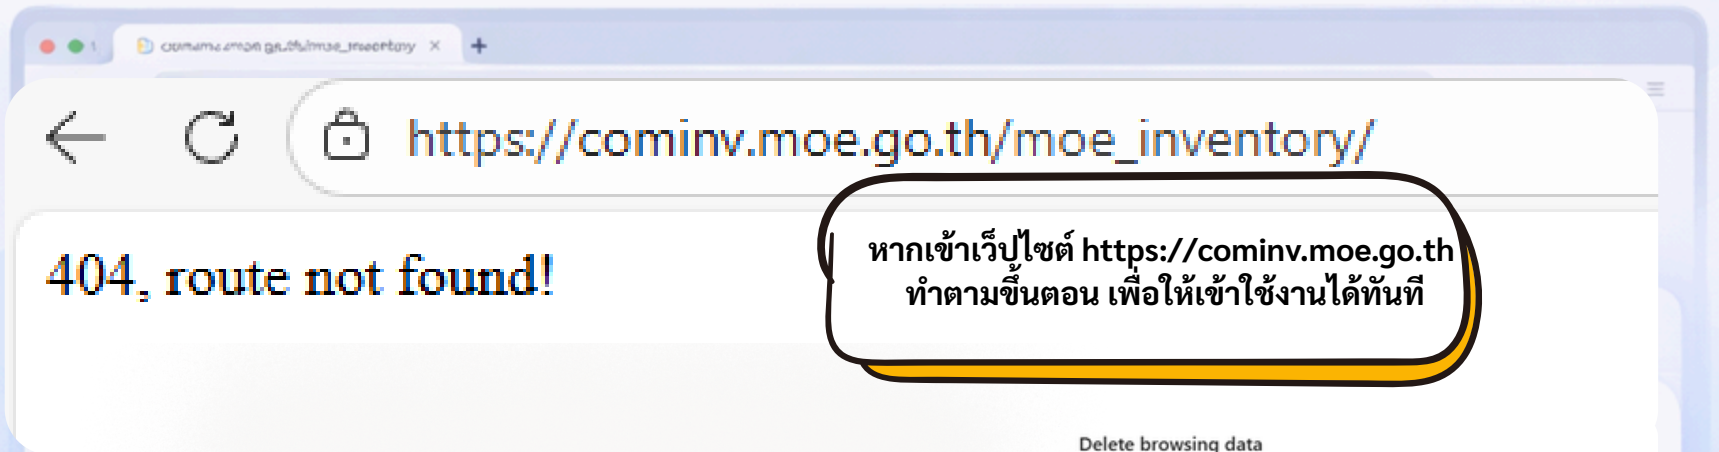 https://cominv.moe.go.th/moe_inventory/
404, route not found!
หากเข้าเว็ปไซต์ https://cominv.moe.go.th
ทำตามขึ้นตอน เพื่อให้เข้าใช้งานได้ทันที
Delete browsing data